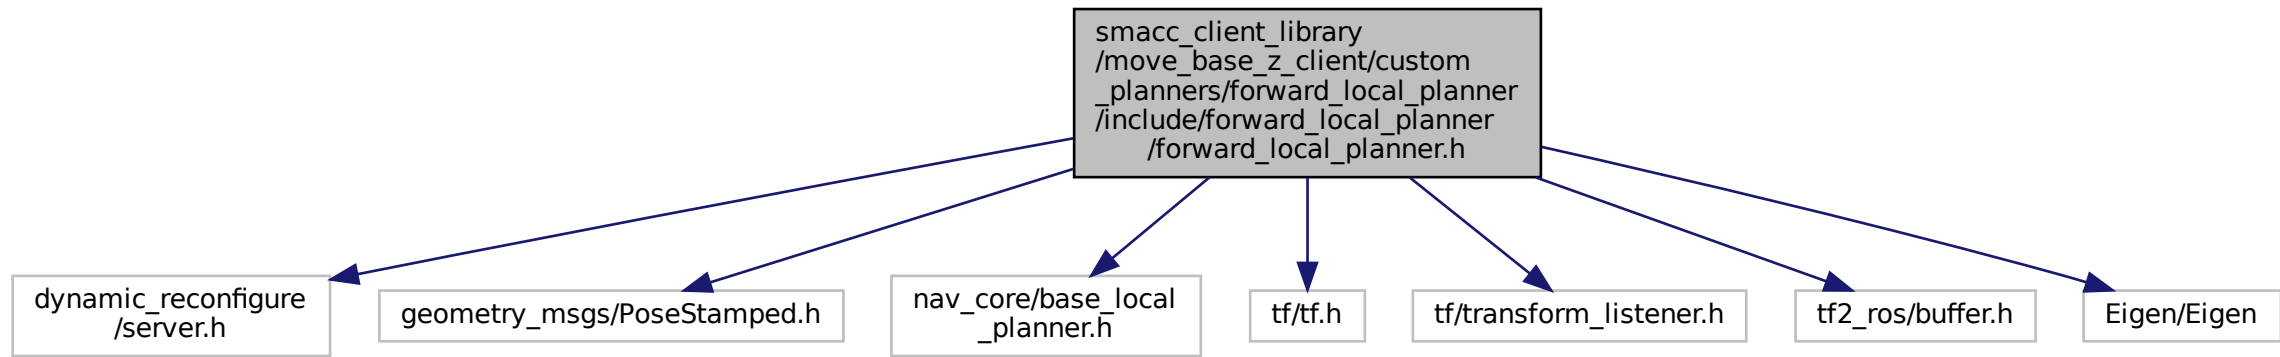 smacc_client_library
/move_base_z_client/custom
_planners/forward_local_planner
/include/forward_local_planner
/forward_local_planner.h
dynamic_reconfigure
/server.h
geometry_msgs/PoseStamped.h
nav_core/base_local
_planner.h
tf/tf.h
tf/transform_listener.h
tf2_ros/buffer.h
Eigen/Eigen